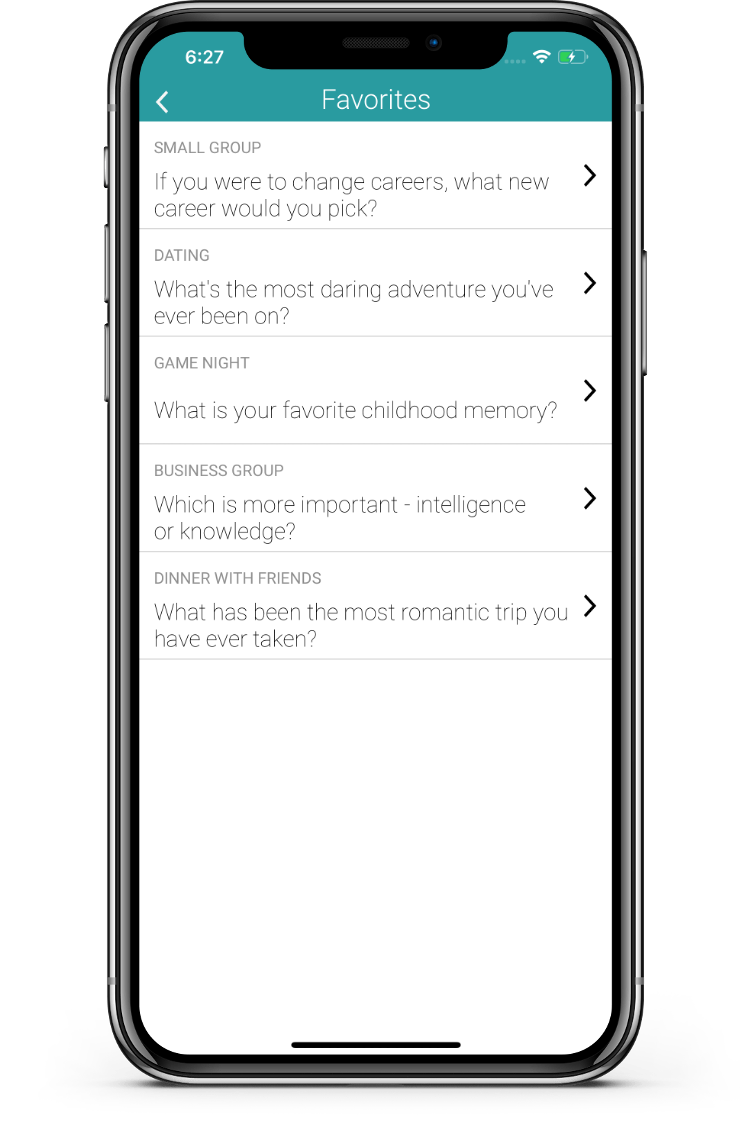 6:27
Favorites
SMALL GROUP
If you were to change careers, what new
career would you pick?
DATING
What's the most daring adventure you've
ever been on?
GAME NIGHT
What is your favorite childhood memory?
BUSINESS GROUP
Which is more important - intelligence
or knowledge?
DINNER WITH FRIENDS
What has been the most romantic trip you
have ever taken?